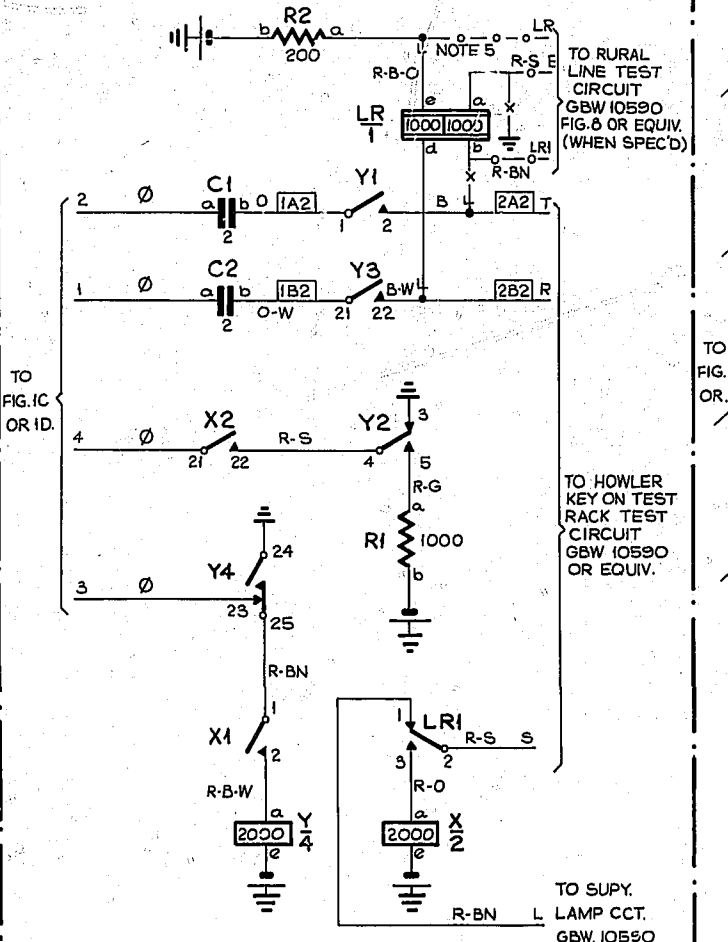 R2
b
a
200
L
NOTE 5
LR
R-S E
R-B-O
e
a
LR
1
1000
1000
d
b
LR1
R-BN
TO RURAL
LINE TEST
CIRCUIT
GBW 10590
FIG.8 OR EQUIV.
(WHEN SPEC'D)
2
Ø
C1
a
b
O
1A2
2
Y1
1
2
B
L
2A2
T
1
Ø
C2
a
b
O-W
1B2
2
Y3
21
22
B-W
L
2B2
R
TO
FIG.1C
OR 1D.
TO
FIG.
OR.
4
Ø
X2
21
22
R-S
Y2
3
4
5
R-G
a
R1
1000
b
TO HOWLER
KEY ON TEST
RACK TEST
CIRCUIT
GBW 10590
OR EQUIV.
24
Y4
3
Ø
23
25
R-BN
X1
1
2
R-B-W
a
2000
Y
4
e
1
LR1
3
2
R-S
S
R-O
a
2000
X
2
e
R-BN
L
TO SUPY.
LAMP CCT.
GBW. 10590